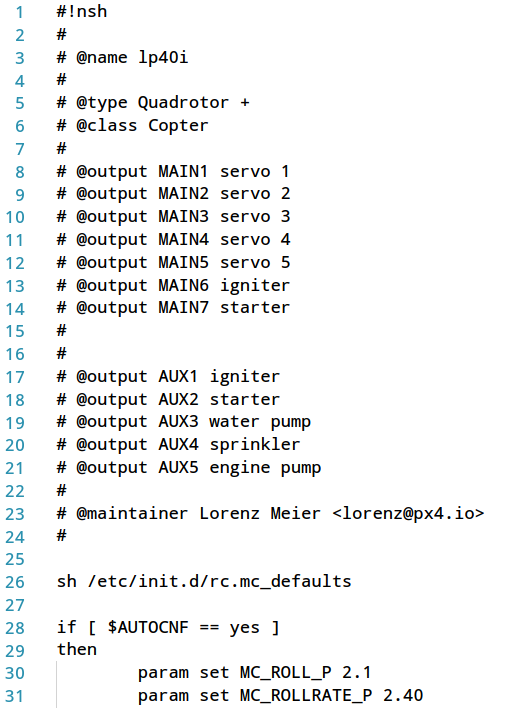 1 #!nsh
2 #
3 # @name lp40i
4 #
5 # @type Quadrotor +
6 # @class Copter
7 #
8 # @output MAIN1 servo 1
9 # @output MAIN2 servo 2
10 # @output MAIN3 servo 3
11 # @output MAIN4 servo 4
12 # @output MAIN5 servo 5
13 # @output MAIN6 igniter
14 # @output MAIN7 starter
15 #
16 #
17 # @output AUX1 igniter
18 # @output AUX2 starter
19 # @output AUX3 water pump
20 # @output AUX4 sprinkler
21 # @output AUX5 engine pump
22 #
23 # @maintainer Lorenz Meier <lorenz@px4.io>
24 #
25
26 sh /etc/init.d/rc.mc_defaults
27
28 if [ $AUTOCNF == yes ]
29 then
30 param set MC_ROLL_P 2.1
31 param set MC_ROLLRATE_P 2.40